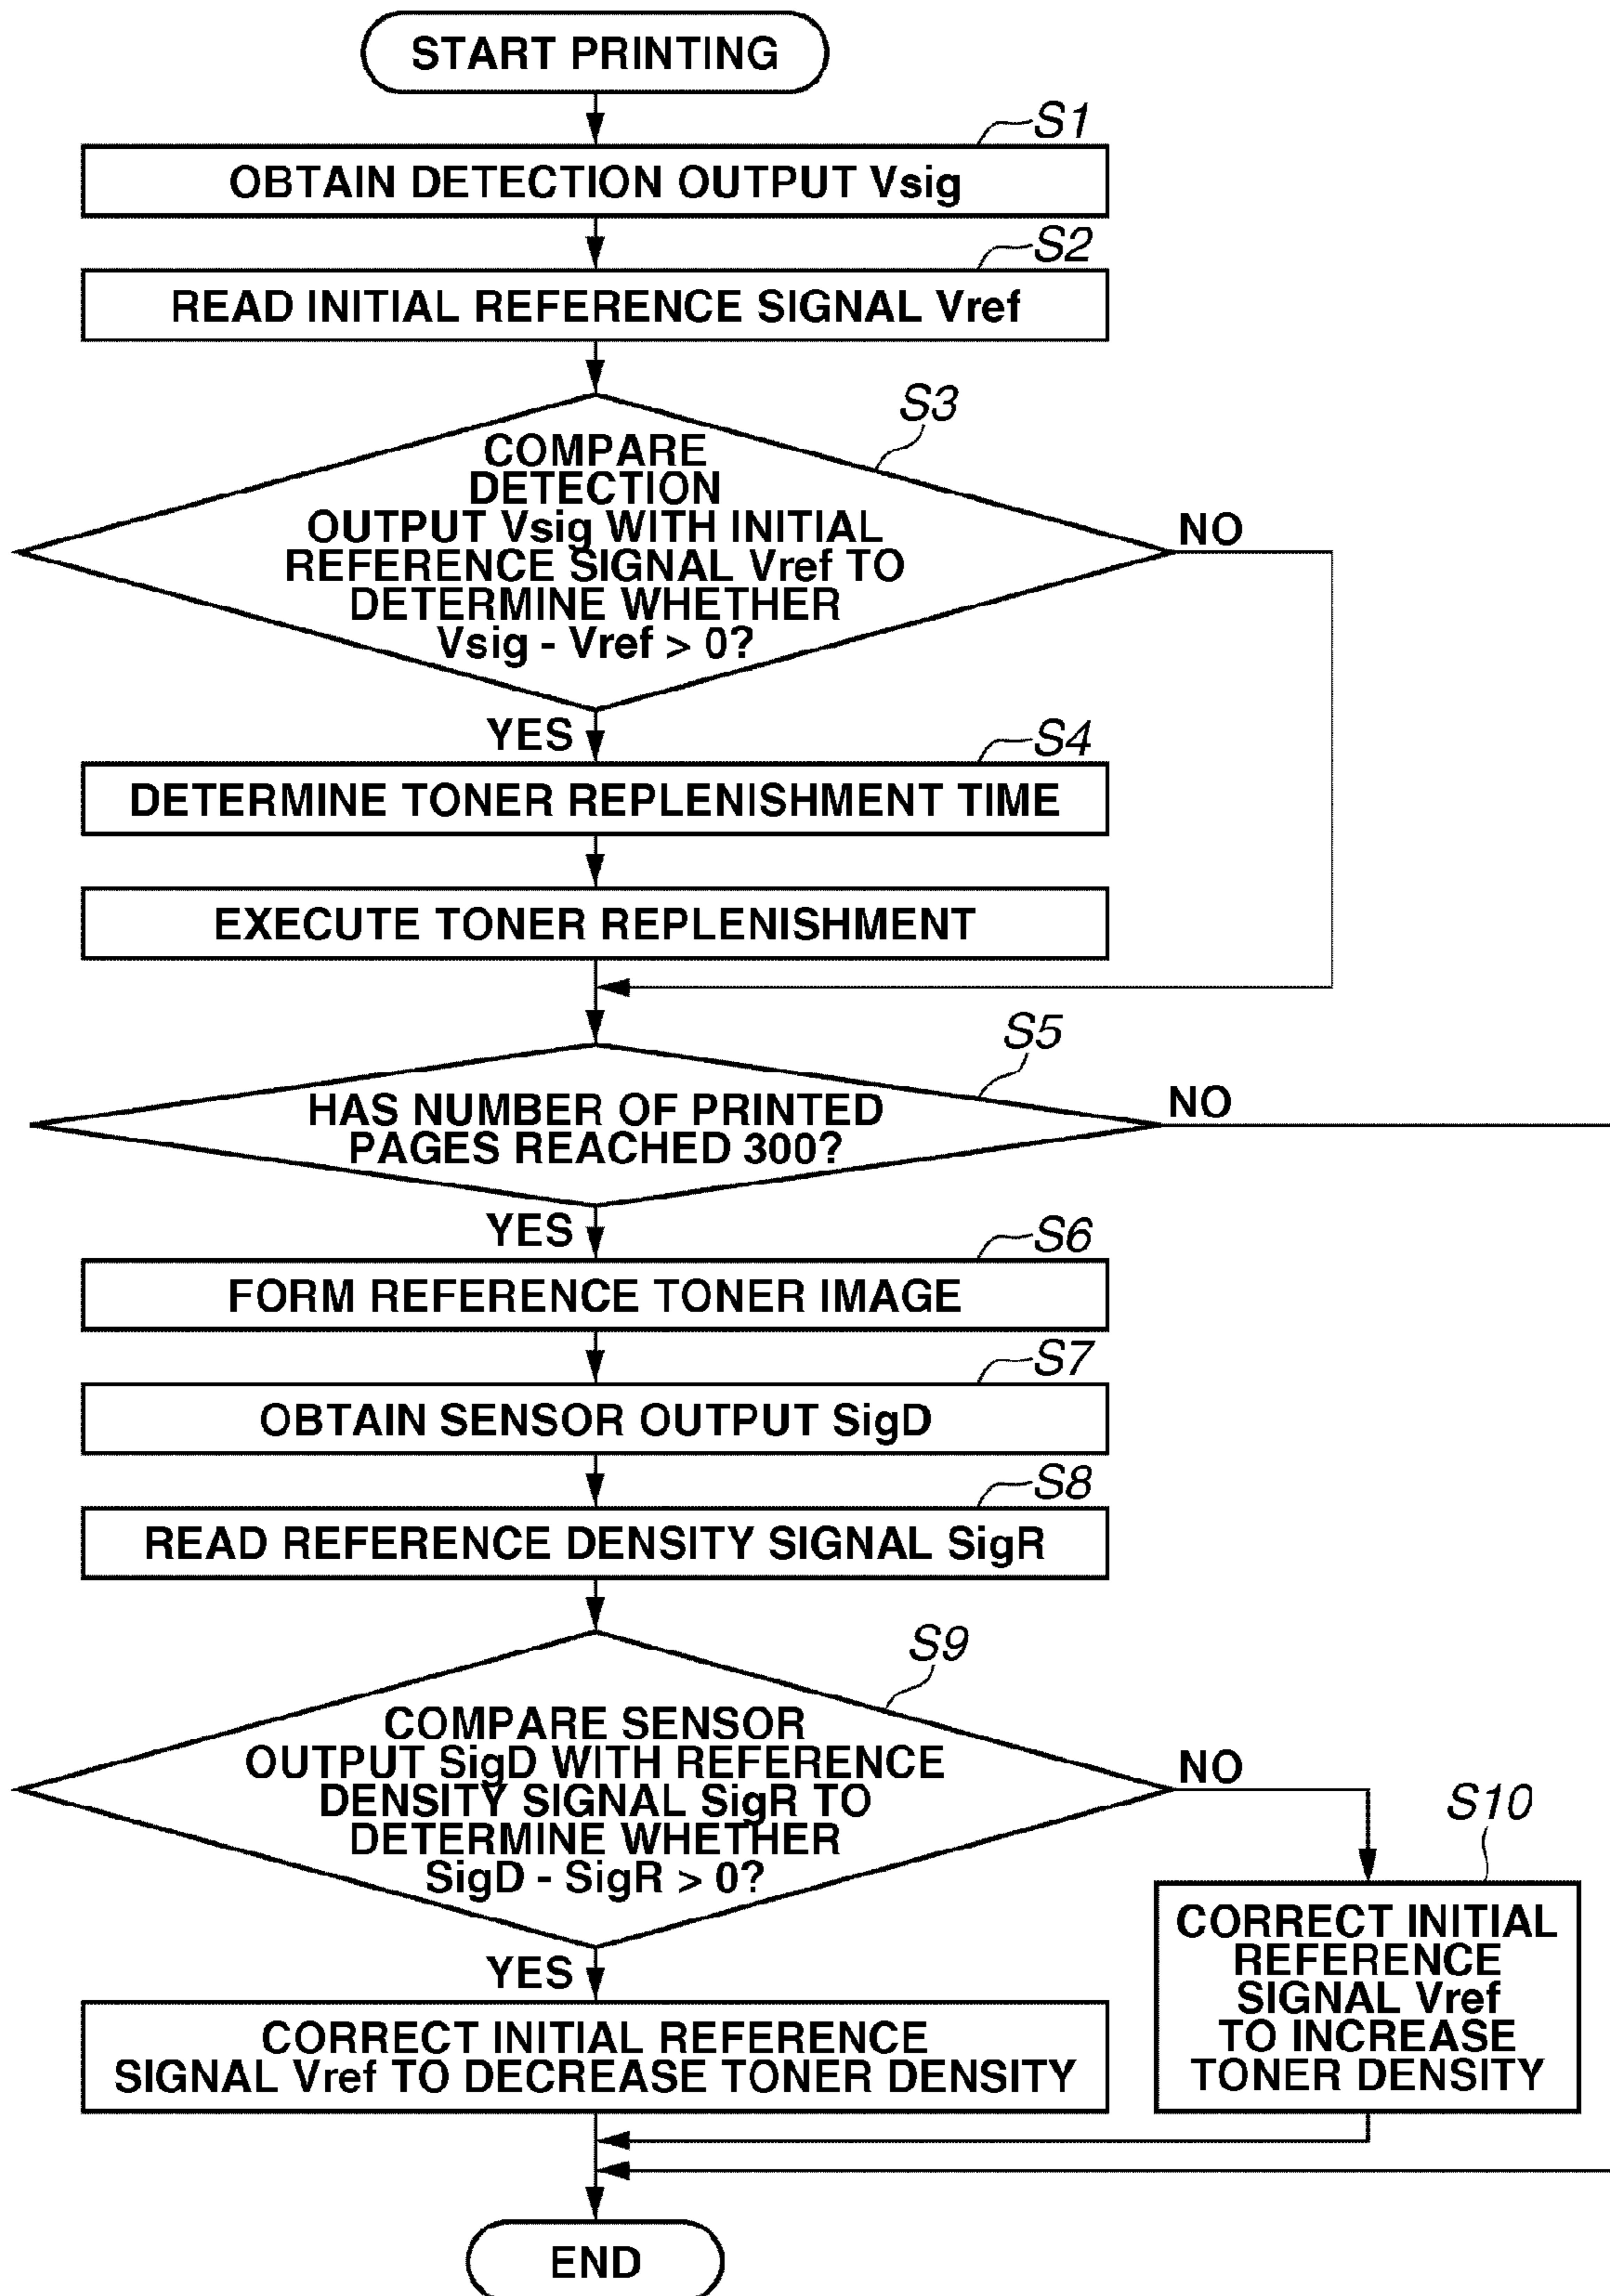 START PRINTING
S1
OBTAIN DETECTION OUTPUT Vsig
S2
READ INITIAL REFERENCE SIGNAL Vref
S3
COMPARE
DETECTION
OUTPUT Vsig WITH INITIAL
REFERENCE SIGNAL Vref TO
DETERMINE WHETHER
Vsig - Vref > 0?
NO
YES
S4
DETERMINE TONER REPLENISHMENT TIME
EXECUTE TONER REPLENISHMENT
S5
HAS NUMBER OF PRINTED
PAGES REACHED 300?
NO
YES
S6
FORM REFERENCE TONER IMAGE
S7
OBTAIN SENSOR OUTPUT SigD
S8
READ REFERENCE DENSITY SIGNAL SigR
S9
COMPARE SENSOR
OUTPUT SigD WITH REFERENCE
DENSITY SIGNAL SigR TO
DETERMINE WHETHER
SigD - SigR > 0?
NO
S10
CORRECT INITIAL
REFERENCE
SIGNAL Vref
TO INCREASE
TONER DENSITY
YES
CORRECT INITIAL REFERENCE
SIGNAL Vref TO DECREASE TONER DENSITY
END